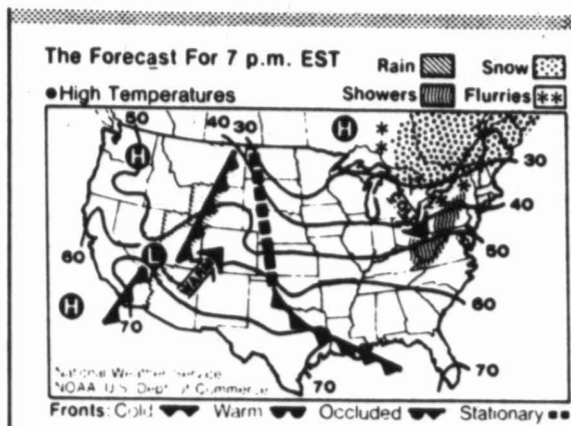 The Forecast For 7 p.m. EST
Rain Snow
High Temperatures
Showers Flurries **
50
40 30
H
H
30
40
50
60
L
WARM
60
H
70
70
70
National Weather Service
NOAA U.S. Dept. of Commerce
Fronts: Cold Warm Occluded Stationary